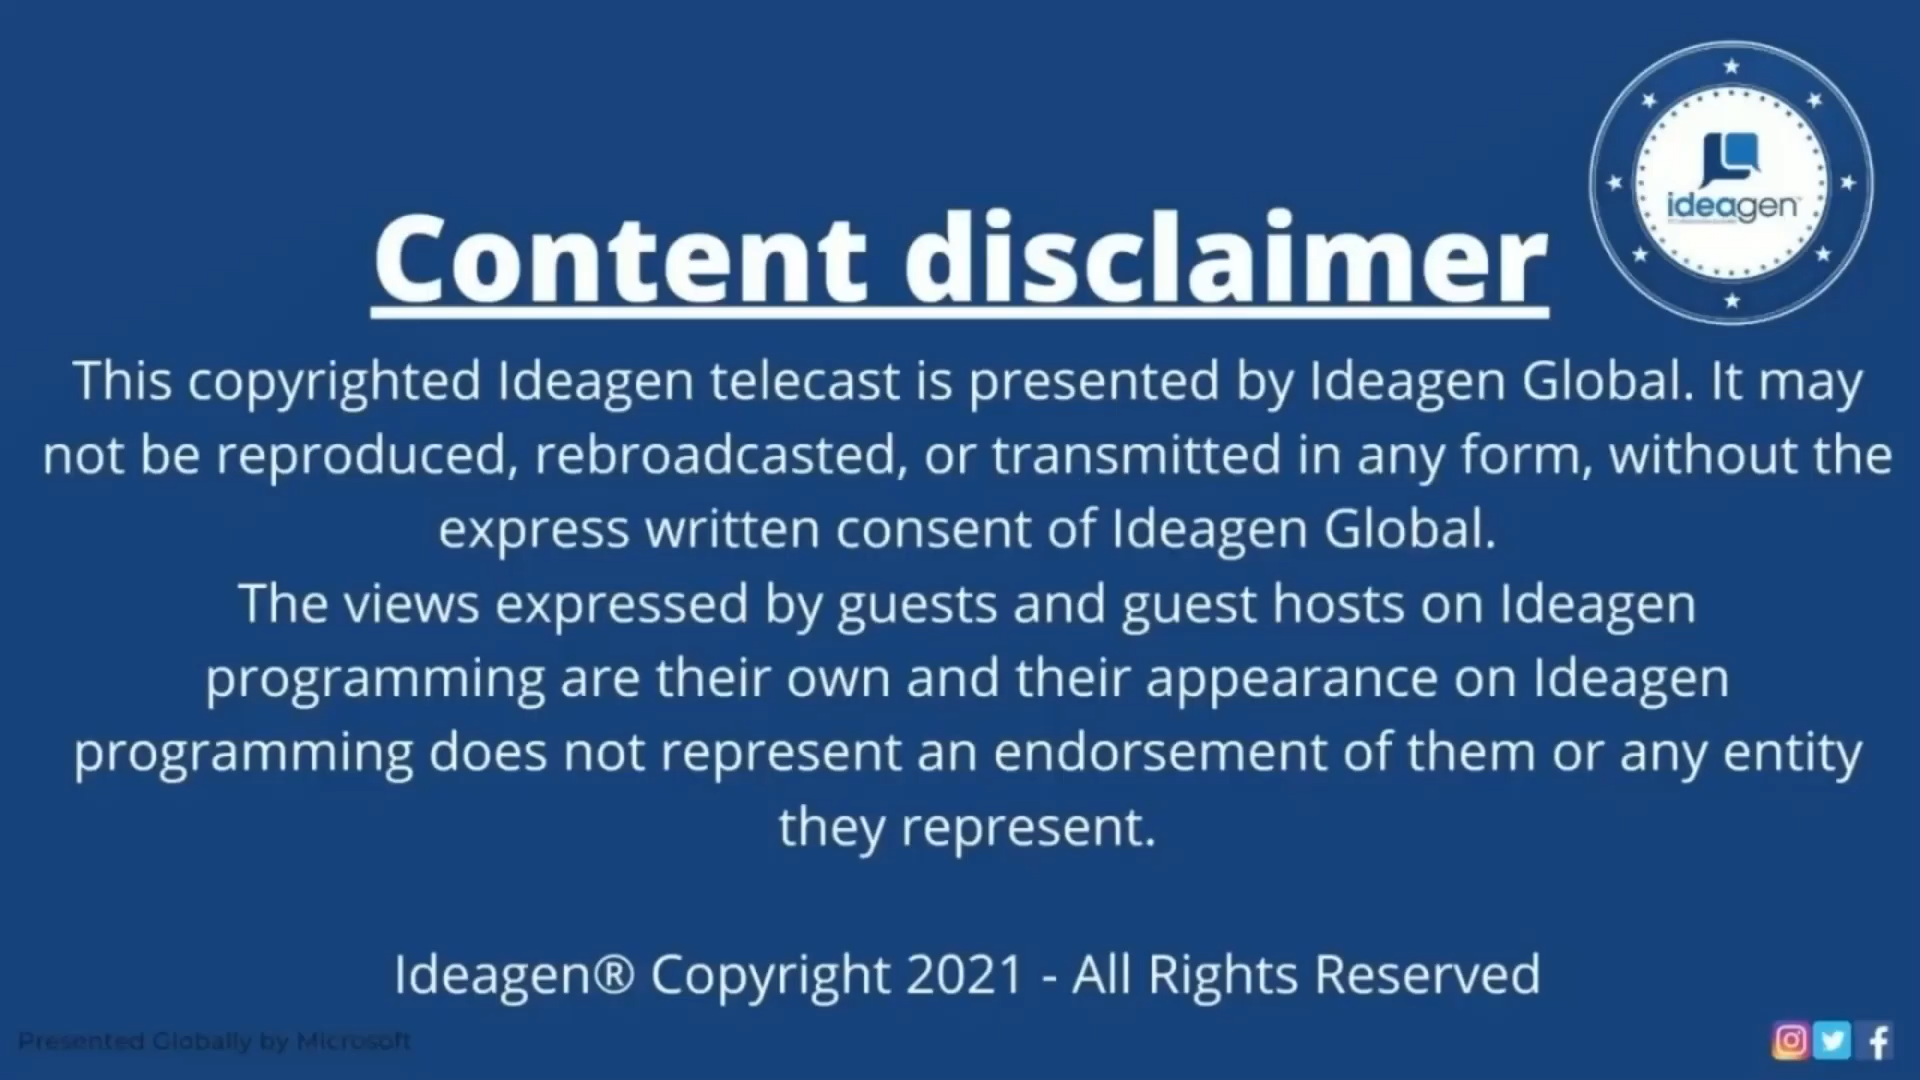 ideagen
Content disclaimer
This copyrighted Ideagen telecast is presented by Ideagen Global. It may
not be reproduced, rebroadcasted, or transmitted in any form, without the
express written consent of Ideagen Global.
The views expressed by guests and guest hosts on Ideagen
programming are their own and their appearance on Ideagen
programming does not represent an endorsement of them or any entity
they represent.
Ideagen® Copyright 2021 - All Rights Reserved
Presented Globally by Microsoft